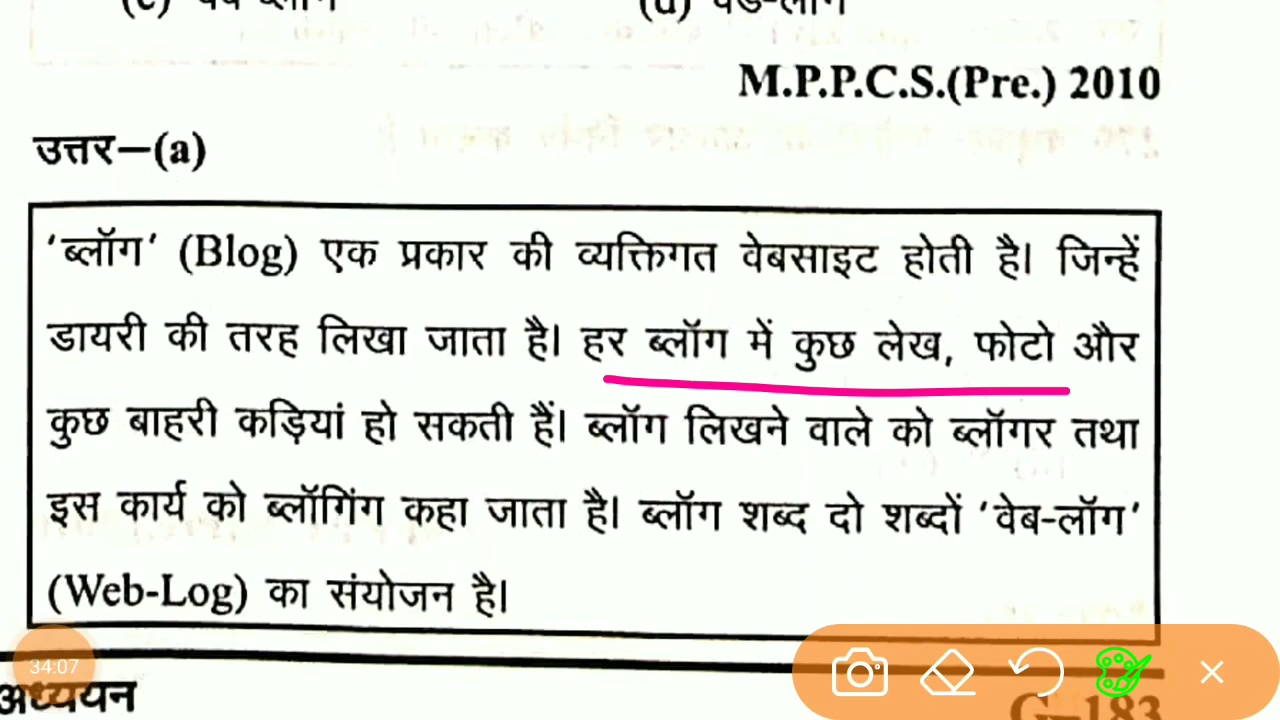 (c) वेब ब्लॉग (d) वेड-लॉग
M.P.P.C.S.(Pre.) 2010
उत्तर–(a)
'ब्लॉग' (Blog) एक प्रकार की व्यक्तिगत वेबसाइट होती है। जिन्हें
डायरी की तरह लिखा जाता है। हर ब्लॉग में कुछ लेख, फोटो और
कुछ बाहरी कड़ियां हो सकती हैं। ब्लॉग लिखने वाले को ब्लॉगर तथा
इस कार्य को ब्लॉगिंग कहा जाता है। ब्लॉग शब्द दो शब्दों 'वेब-लॉग'
(Web-Log) का संयोजन है।
34:07
अध्ययन G–183